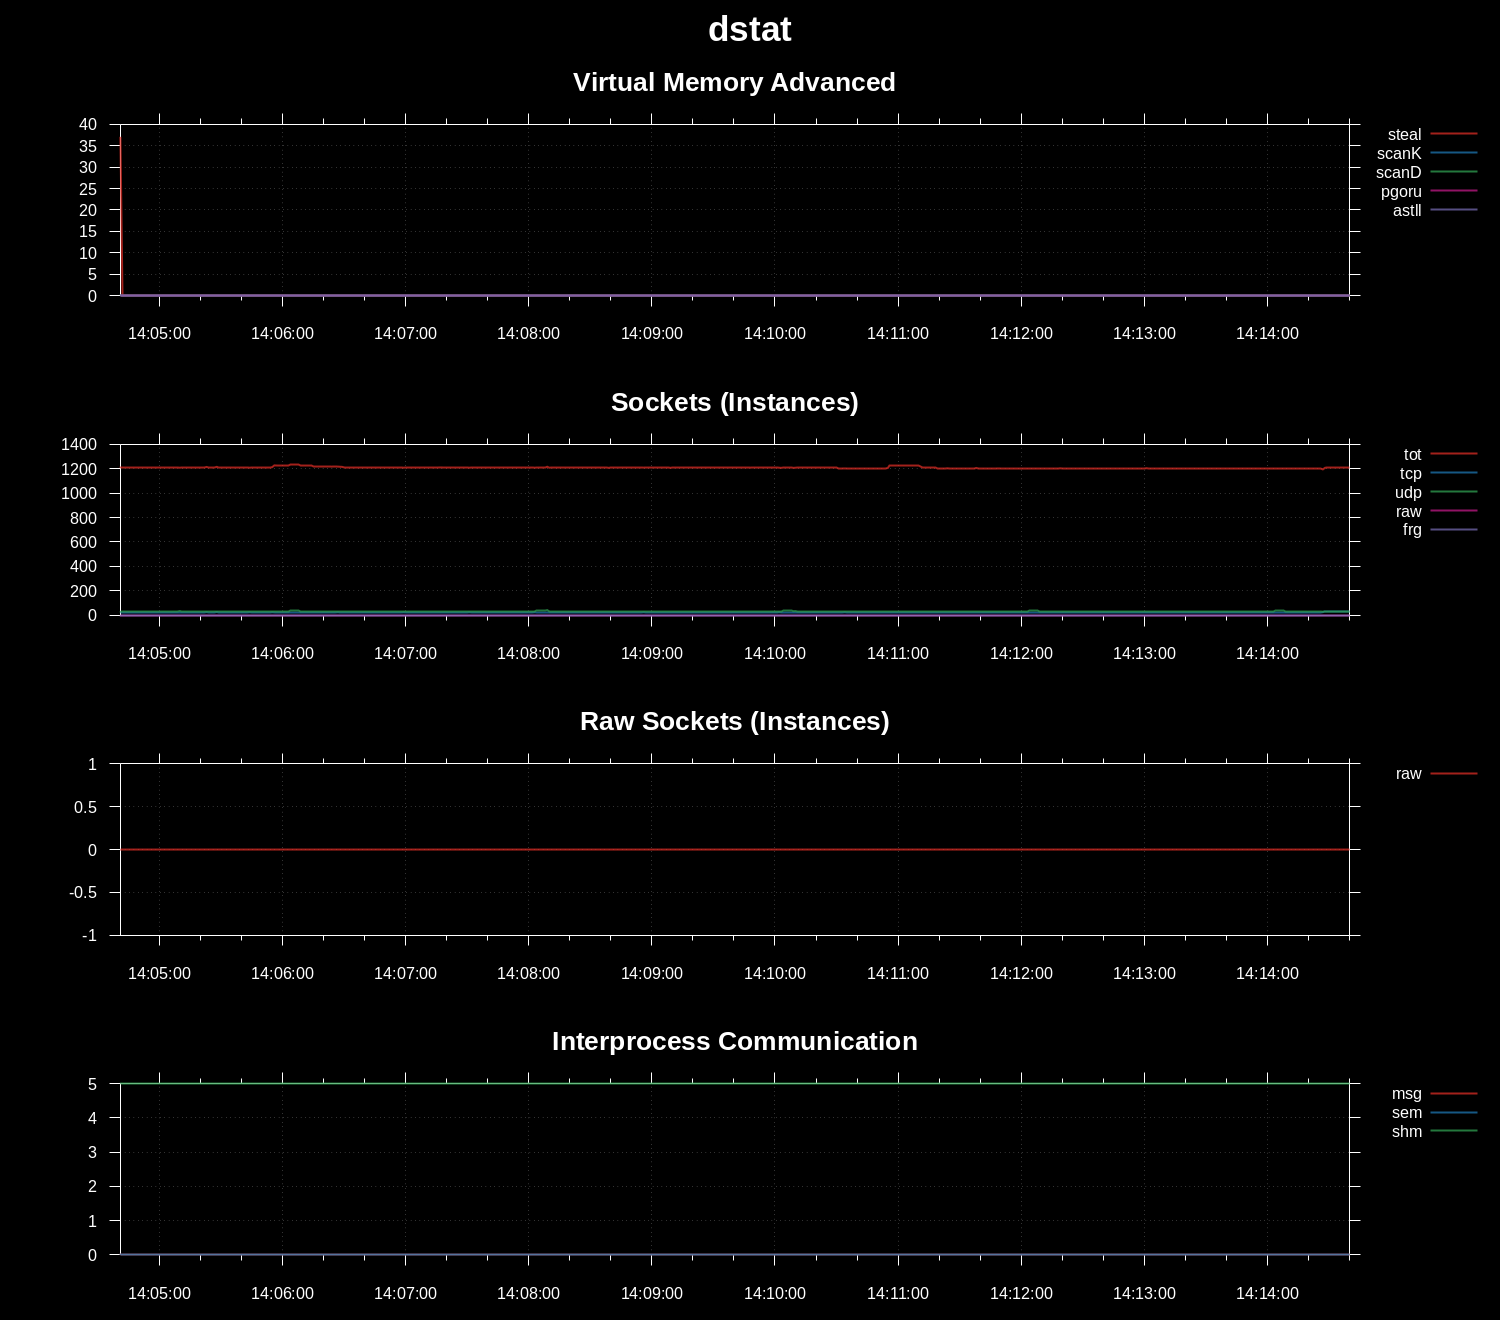 dstat
Virtual Memory Advanced
40
35
30
25
20
15
10
5
0
14:05:00 14:06:00 14:07:00 14:08:00 14:09:00 14:10:00 14:11:00 14:12:00 14:13:00 14:14:00
steal
scanK
scanD
pgoru
astll
Sockets (Instances)
1400
1200
1000
800
600
400
200
0
14:05:00 14:06:00 14:07:00 14:08:00 14:09:00 14:10:00 14:11:00 14:12:00 14:13:00 14:14:00
tot
tcp
udp
raw
frg
Raw Sockets (Instances)
1
0.5
0
-0.5
-1
14:05:00 14:06:00 14:07:00 14:08:00 14:09:00 14:10:00 14:11:00 14:12:00 14:13:00 14:14:00
raw
Interprocess Communication
5
4
3
2
1
0
14:05:00 14:06:00 14:07:00 14:08:00 14:09:00 14:10:00 14:11:00 14:12:00 14:13:00 14:14:00
msg
sem
shm